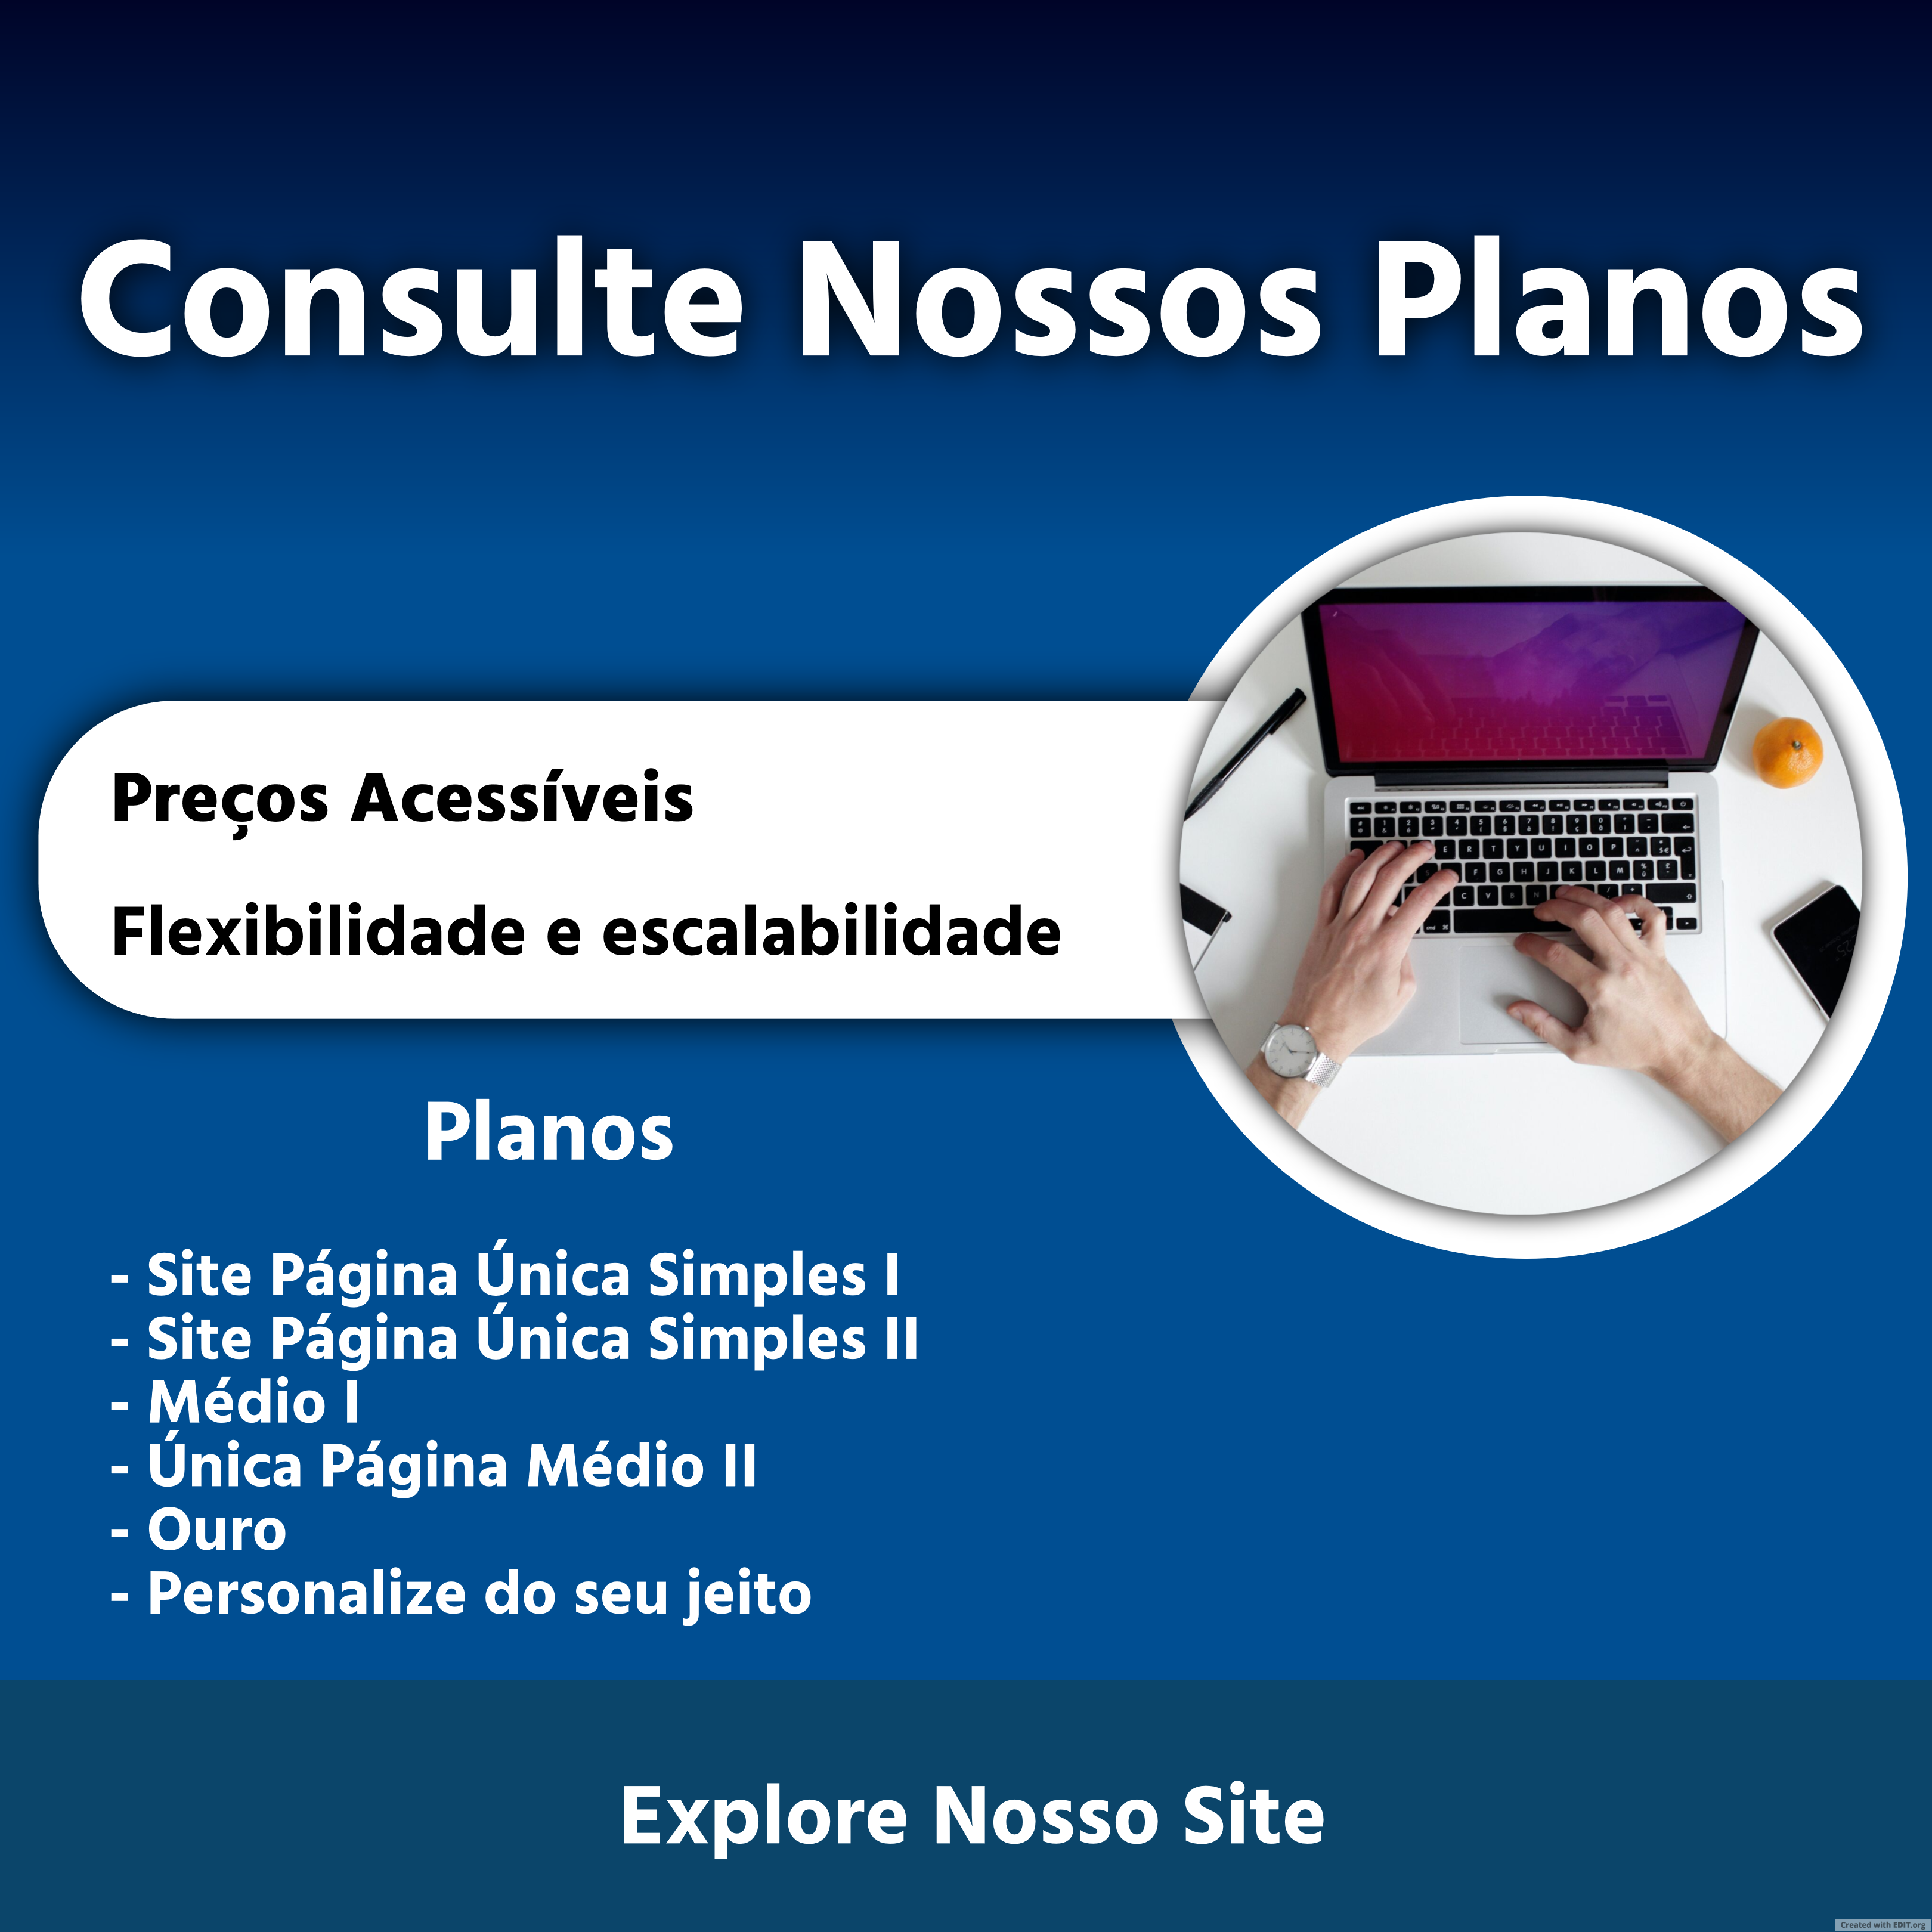 Consulte Nossos Planos
Preços Acessíveis
Flexibilidade e escalabilidade
Planos
- Site Página Única Simples I
- Site Página Única Simples II
- Médio I
- Única Página Médio II
- Ouro
- Personalize do seu jeito
Explore Nosso Site
Created with EDIT.org